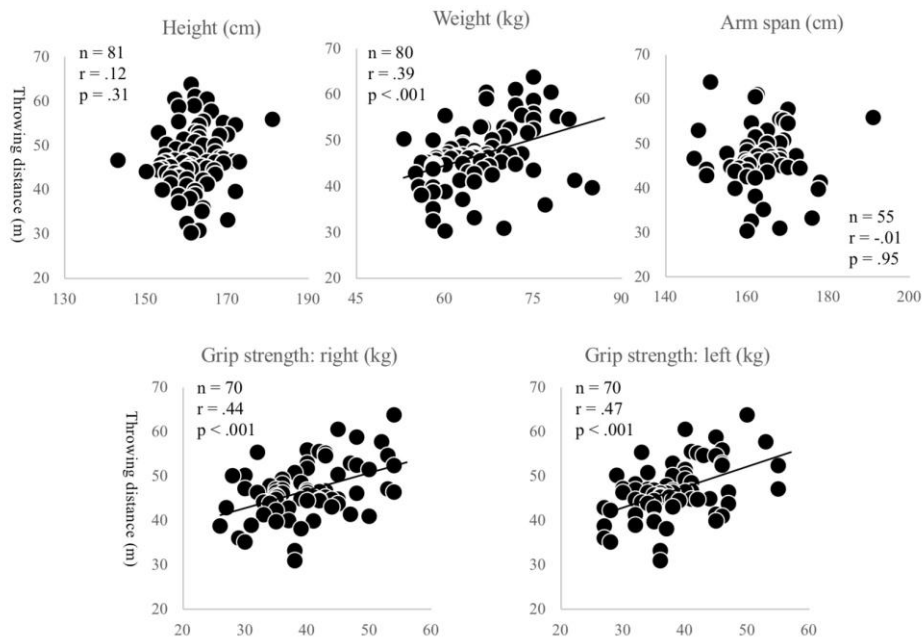 Height (cm)
n = 81
r = .12
p = .31
Throwing distance (m)
70
60
50
40
30
20
130
150
170
190
Weight (kg)
n = 80
r = .39
p < .001
70
60
50
40
30
20
45
60
75
90
Arm span (cm)
70
60
50
40
30
20
n = 55
r = -.01
p = .95
140
160
180
200
Grip strength: right (kg)
n = 70
r = .44
p < .001
Throwing distance (m)
70
60
50
40
30
20
20
30
40
50
60
Grip strength: left (kg)
n = 70
r = .47
p < .001
70
60
50
40
30
20
20
30
40
50
60